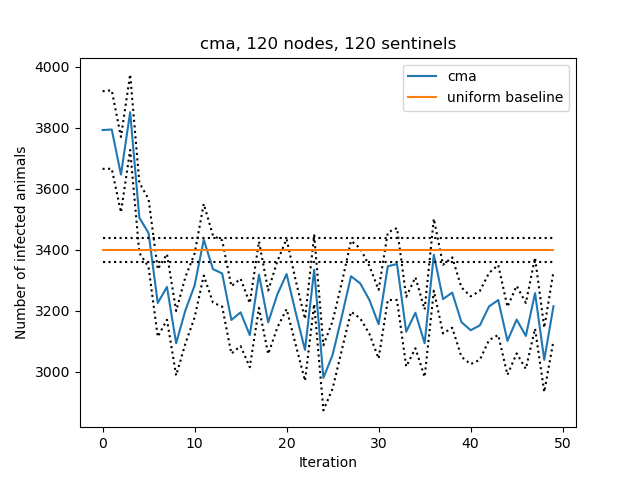 cma, 120 nodes, 120 sentinels
4000
3800
3600
3400
3200
3000
Number of infected animals
cma
uniform baseline
0 10 20 30 40 50
Iteration